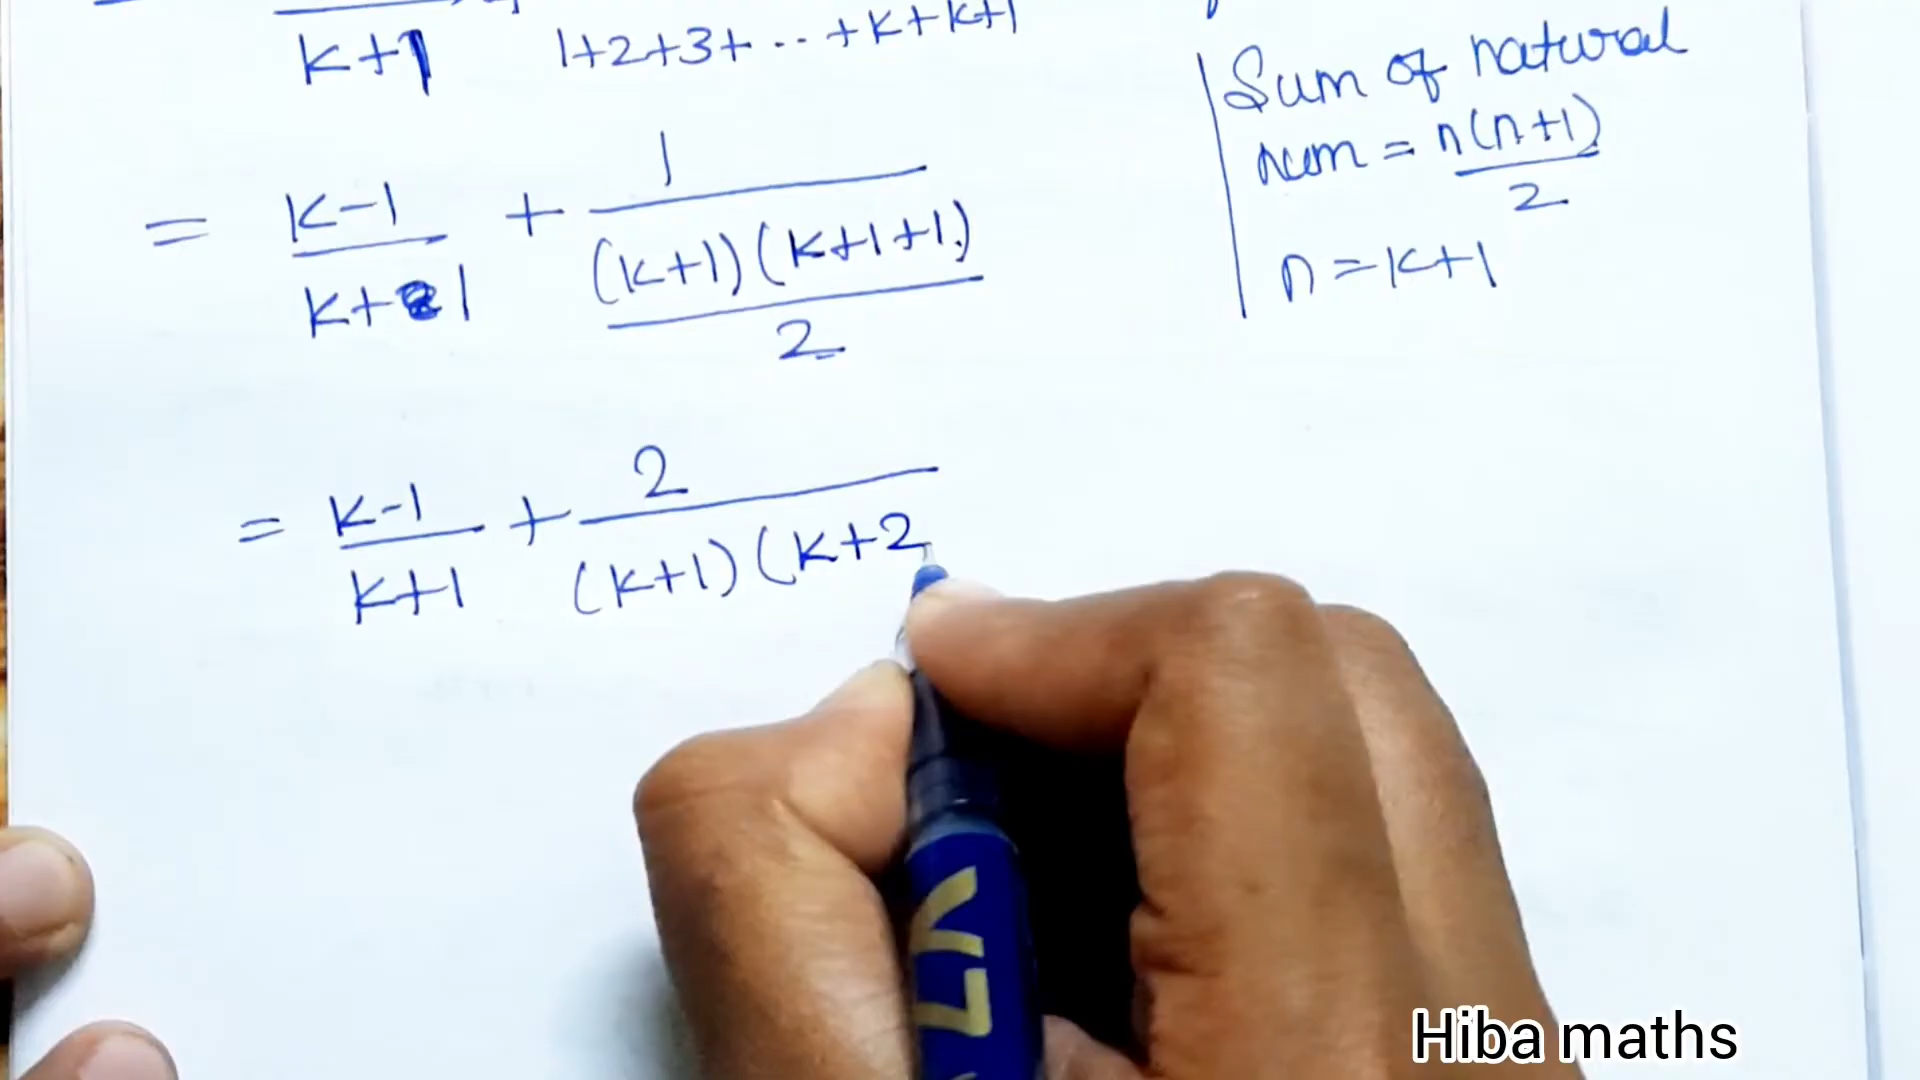 k+1 1+2+3+...+k+k+1
= k-1/k+1 + 1/(k+1)(k+1+1)/2
= k-1/k+1 + 2/(k+1)(k+2
Sum of natural
num = n(n+1)/2
n=k+1
Hiba maths